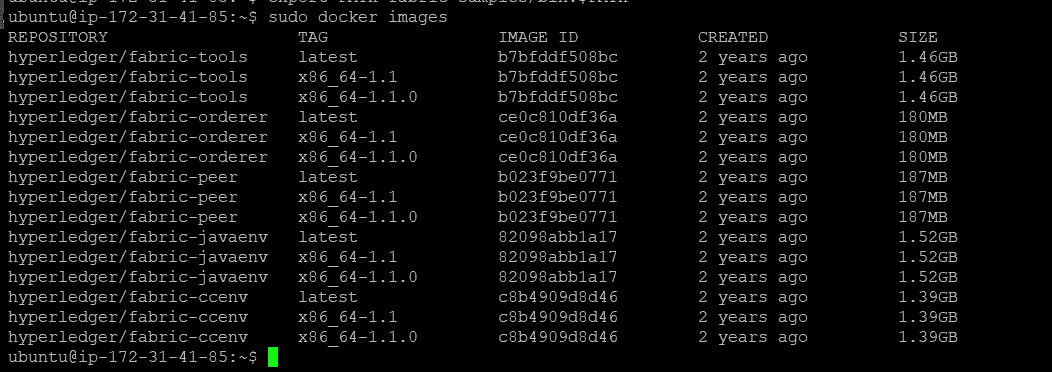 ubuntu@ip-172-31-41-85:~$ sudo docker images
REPOSITORY TAG IMAGE ID CREATED SIZE
hyperledger/fabric-tools latest b7bfddf508bc 2 years ago 1.46GB
hyperledger/fabric-tools x86_64-1.1 b7bfddf508bc 2 years ago 1.46GB
hyperledger/fabric-tools x86_64-1.1.0 b7bfddf508bc 2 years ago 1.46GB
hyperledger/fabric-orderer latest ce0c810df36a 2 years ago 180MB
hyperledger/fabric-orderer x86_64-1.1 ce0c810df36a 2 years ago 180MB
hyperledger/fabric-orderer x86_64-1.1.0 ce0c810df36a 2 years ago 180MB
hyperledger/fabric-peer latest b023f9be0771 2 years ago 187MB
hyperledger/fabric-peer x86_64-1.1 b023f9be0771 2 years ago 187MB
hyperledger/fabric-peer x86_64-1.1.0 b023f9be0771 2 years ago 187MB
hyperledger/fabric-javaenv latest 82098abb1a17 2 years ago 1.52GB
hyperledger/fabric-javaenv x86_64-1.1 82098abb1a17 2 years ago 1.52GB
hyperledger/fabric-javaenv x86_64-1.1.0 82098abb1a17 2 years ago 1.52GB
hyperledger/fabric-ccenv latest c8b4909d8d46 2 years ago 1.39GB
hyperledger/fabric-ccenv x86_64-1.1 c8b4909d8d46 2 years ago 1.39GB
hyperledger/fabric-ccenv x86_64-1.1.0 c8b4909d8d46 2 years ago 1.39GB
ubuntu@ip-172-31-41-85:~$